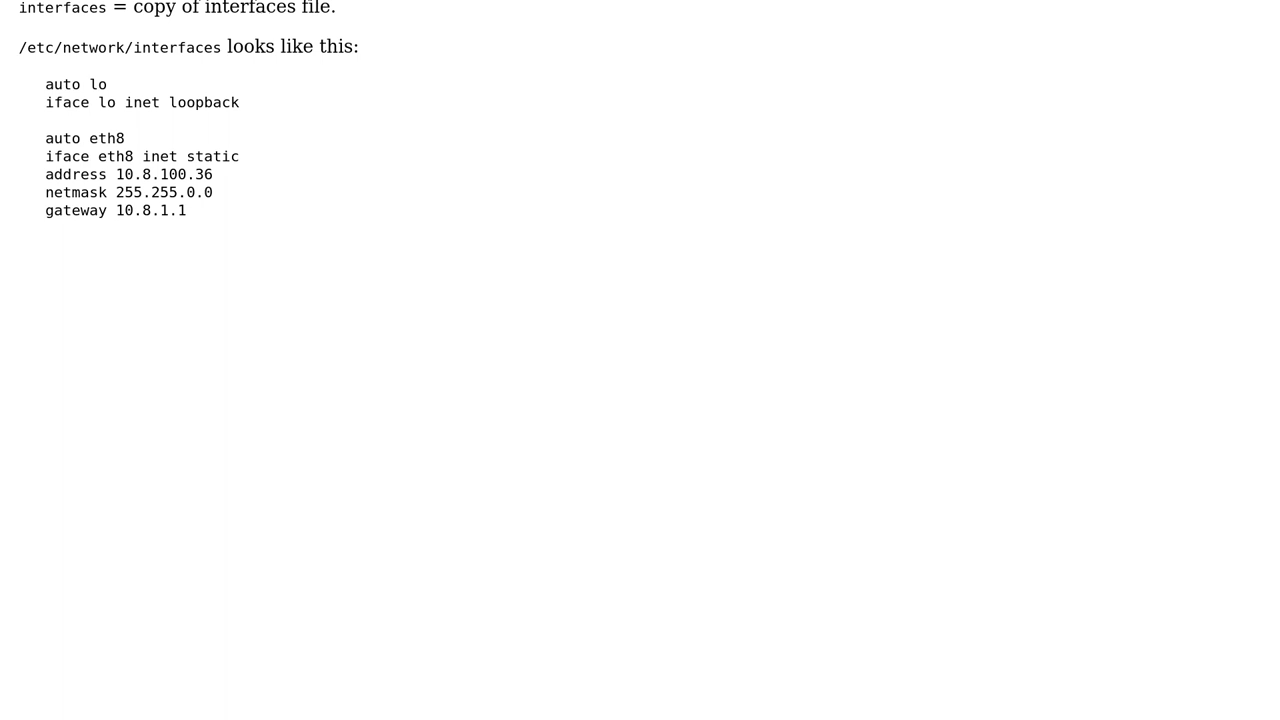 interfaces = copy of interfaces file.
/etc/network/interfaces looks like this:
auto lo
iface lo inet loopback
auto eth8
iface eth8 inet static
address 10.8.100.36
netmask 255.255.0.0
gateway 10.8.1.1